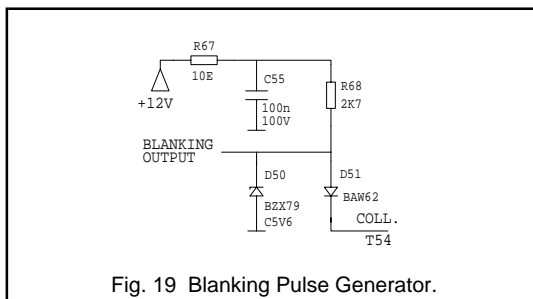 R67
10E
+12V
C55
100n
100V
R68
2K7
BLANKING
OUTPUT
D50
BZX79
C5V6
D51
BAW62
COLL.
T54
Fig. 19 Blanking Pulse Generator.